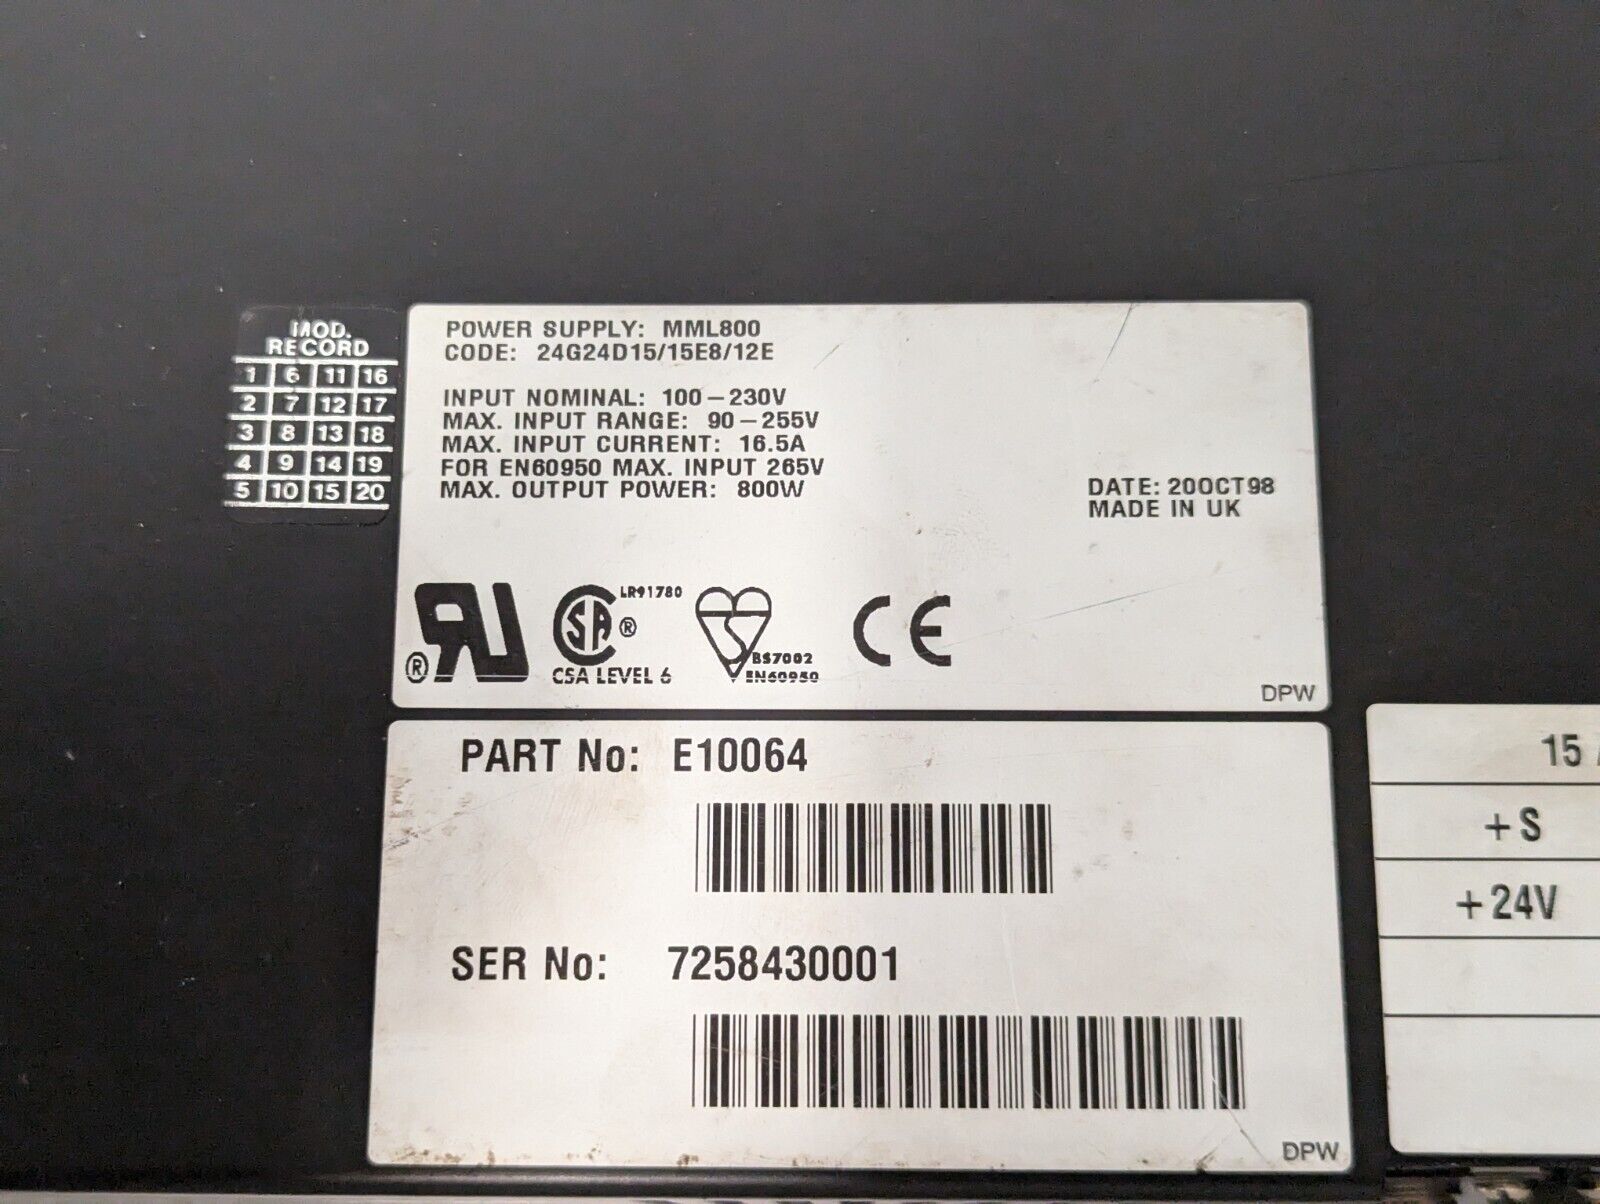 MOD.
RECORD
1 6 11 16
2 7 12 17
3 8 13 18
4 9 14 19
5 10 15 20
POWER SUPPLY: MML800
CODE: 24G24D15/15E8/12E
INPUT NOMINAL: 100-230V
MAX. INPUT RANGE: 90-255V
MAX. INPUT CURRENT: 16.5A
FOR EN60950 MAX. INPUT 265V
MAX. OUTPUT POWER: 800W
DATE: 20OCT98
MADE IN UK
LR91780
®
SA ®
CSA LEVEL 6
BS7002
EN60950
CE
DPW
PART No: E10064
SER No: 7258430001
DPW
15
+S
+24V